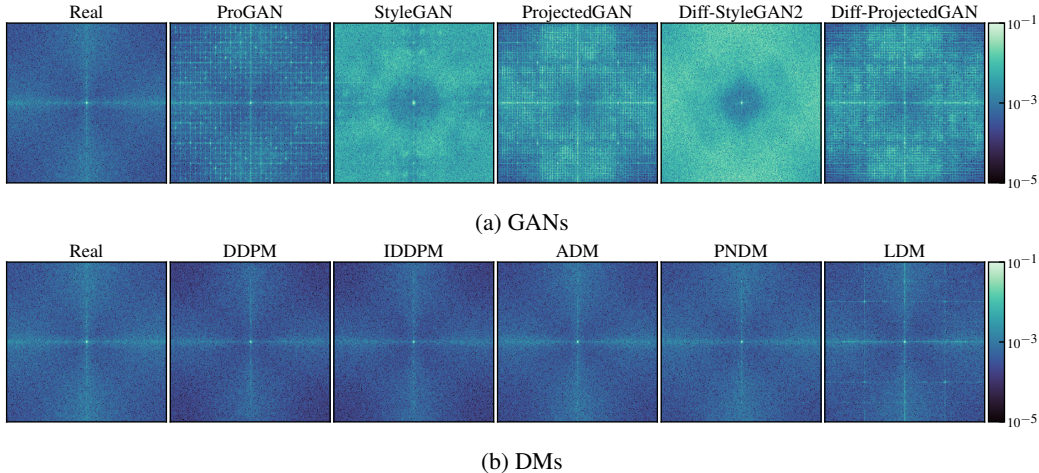 Real ProGAN StyleGAN ProjectedGAN Diff-StyleGAN2 Diff-ProjectedGAN
10⁻¹
10⁻³
10⁻⁵
(a) GANs
Real DDPM IDDPM ADM PNDM LDM
10⁻¹
10⁻³
10⁻⁵
(b) DMs